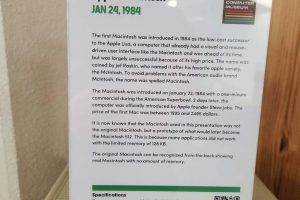 COMPUTER
MUSEUM
JAN 24, 1984
The first Macintosh was introduced in 1984 as the low-cost successor
to the Apple Lisa, a computer that already had a visual and mouse-
driven user interface like the Macintosh and was ahead of its time,
but was largely unsuccessful because of its high price. The name was
coined by Jef Raskin, who named it after his favorite apple variety,
the McIntosh. To avoid problems with the American audio brand
McIntosh, the name was spelled Macintosh.
The Macintosh was introduced on January 22, 1984 with a one-minute
commercial during the American Superbowl. 2 days later, the
computer was officially introduced by Apple founder Steve Jobs. The
price of the first Mac was between 1995 and 2495 dollars.
It is now known that the Macintosh used in this presentation was not
the original Macintosh, but a prototype of what would later become
the Macintosh 512. This is because many applications did not work
with the limited memory of 128 KB.
The original Macintosh can be recognized from the back showing
real Macintosh with no amount of memory.
Specifications